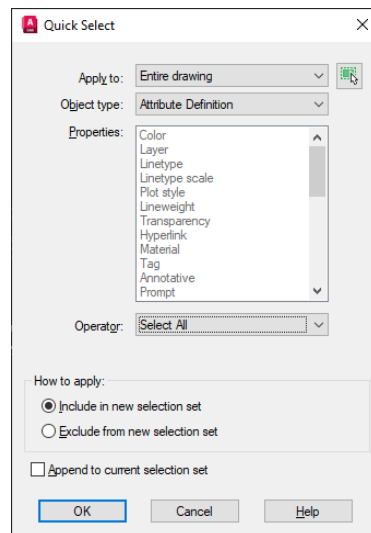 Quick Select
Apply to: Entire drawing
Object type: Attribute Definition
Properties: Color
Layer
Linetype
Linetype scale
Plot style
Lineweight
Transparency
Hyperlink
Material
Tag
Annotative
Prompt
Operator: Select All
How to apply:
Include in new selection set
Exclude from new selection set
Append to current selection set
OK Cancel Help